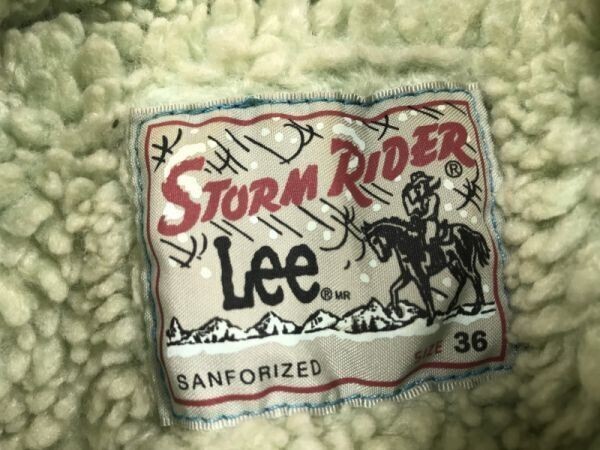 STORM RIDER ®
Lee ® MR
SANFORIZED
SIZE 36